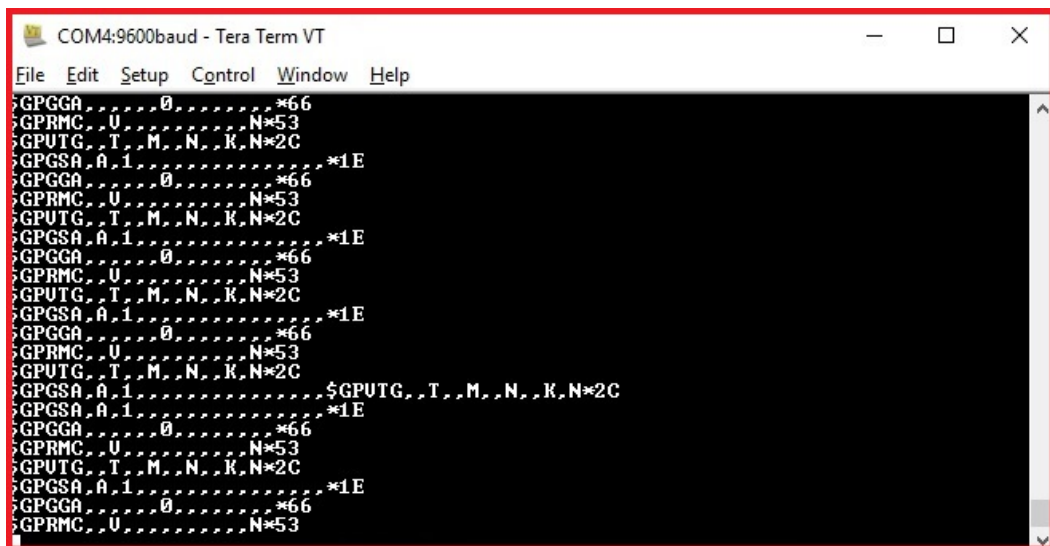 COM4:9600baud - Tera Term VT
File Edit Setup Control Window Help
$GPGGA,,,,,,0,,,,,,,,*66
$GPRMC,,V,,,,,,,,,,N*53
$GPVTG,,T,,M,,N,,K,N*2C
$GPGSA,A,1,,,,,,,,,,,,,,,*1E
$GPGGA,,,,,,0,,,,,,,,*66
$GPRMC,,V,,,,,,,,,,N*53
$GPVTG,,T,,M,,N,,K,N*2C
$GPGSA,A,1,,,,,,,,,,,,,,,*1E
$GPGGA,,,,,,0,,,,,,,,*66
$GPRMC,,V,,,,,,,,,,N*53
$GPVTG,,T,,M,,N,,K,N*2C
$GPGSA,A,1,,,,,,,,,,,,,,,*1E
$GPGGA,,,,,,0,,,,,,,,*66
$GPRMC,,V,,,,,,,,,,N*53
$GPVTG,,T,,M,,N,,K,N*2C
$GPGSA,A,1,,,,,,,,,,,,,,,$GPVTG,,T,,M,,N,,K,N*2C
$GPGSA,A,1,,,,,,,,,,,,,,,*1E
$GPGGA,,,,,,0,,,,,,,,*66
$GPRMC,,V,,,,,,,,,,N*53
$GPVTG,,T,,M,,N,,K,N*2C
$GPGSA,A,1,,,,,,,,,,,,,,,*1E
$GPGGA,,,,,,0,,,,,,,,*66
$GPRMC,,V,,,,,,,,,,N*53